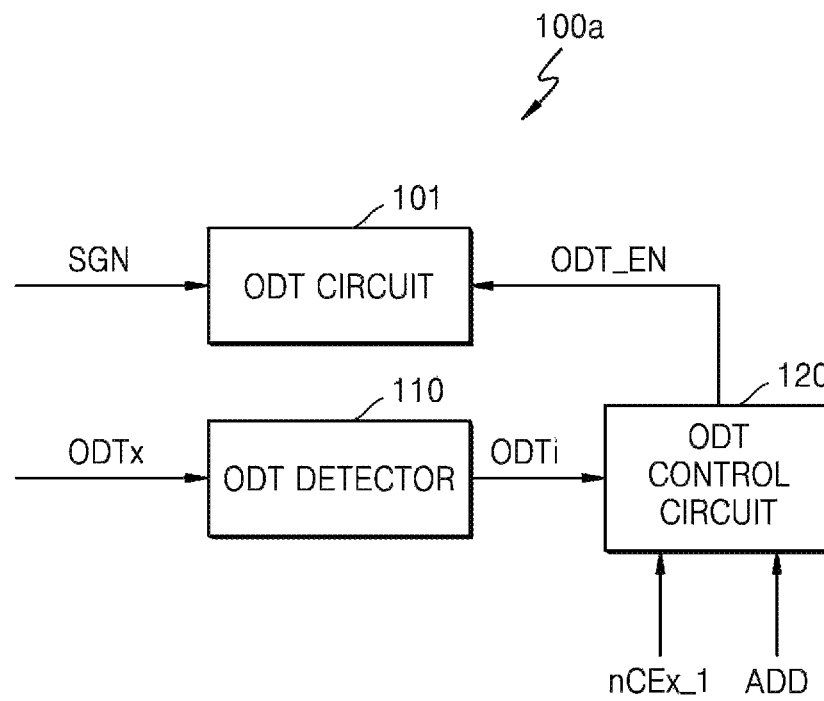 100a
101
SGN
ODT CIRCUIT
ODT_EN
110
120
ODTx
ODT DETECTOR
ODTi
ODT
CONTROL
CIRCUIT
nCEx_1
ADD